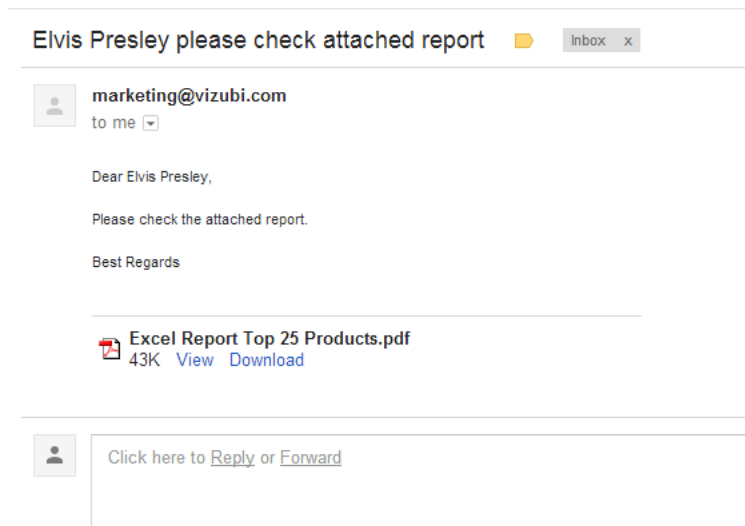 Elvis Presley please check attached report Inbox x
marketing@vizubi.com
to me
Dear Elvis Presley,
Please check the attached report.
Best Regards
Excel Report Top 25 Products.pdf
43K View Download
Click here to Reply or Forward